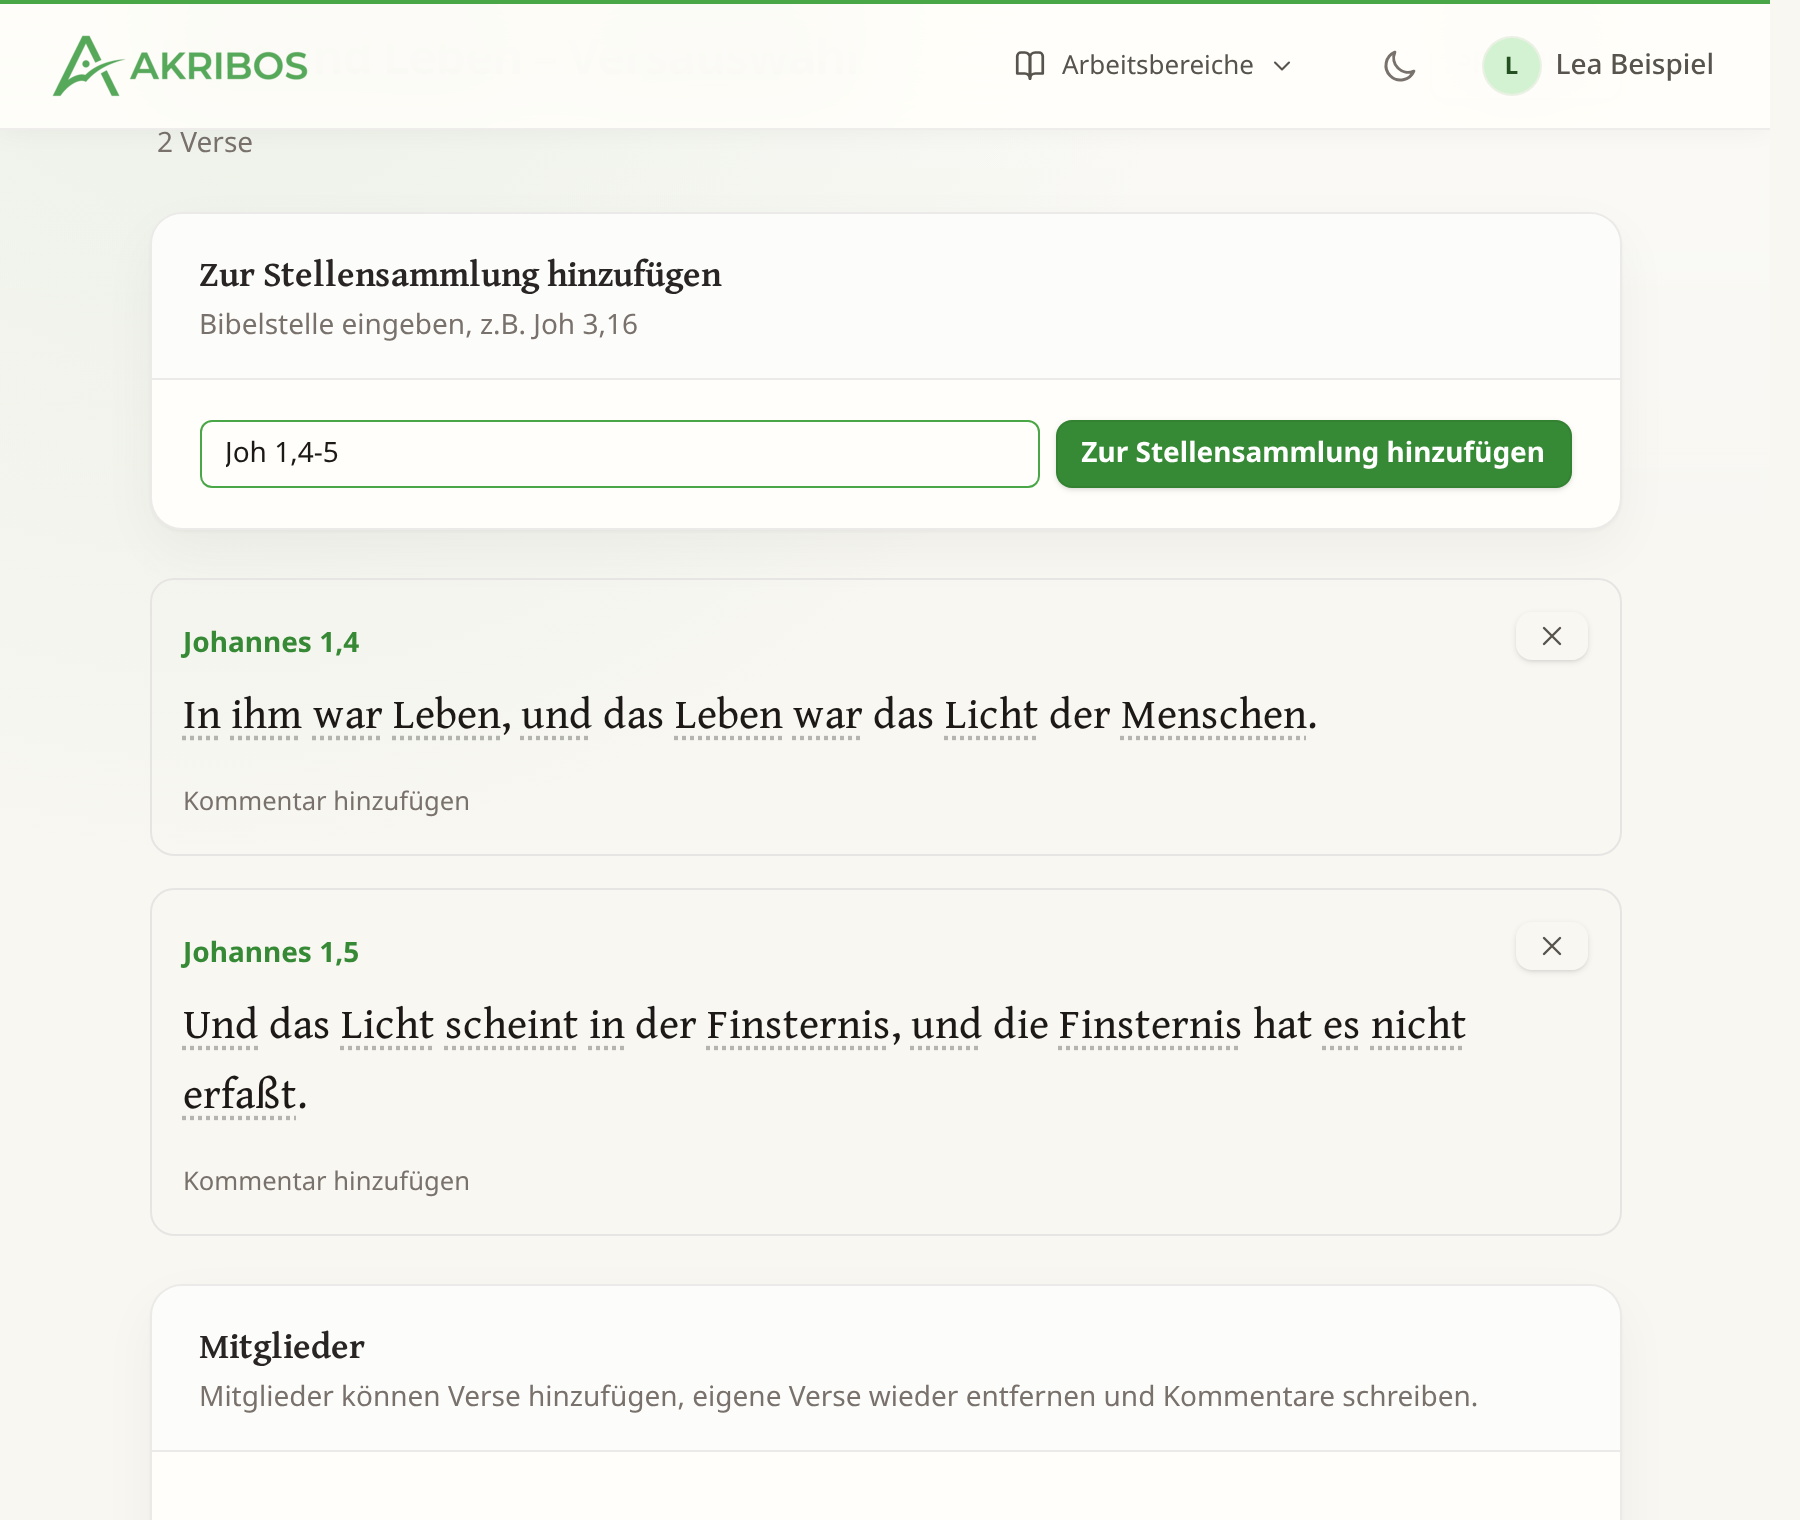 AKRIBOS
Arbeitsbereiche
L
Lea Beispiel
2 Verse
Zur Stellensammlung hinzufügen
Bibelstelle eingeben, z.B. Joh 3,16
Joh 1,4-5
Zur Stellensammlung hinzufügen
Johannes 1,4
In ihm war Leben, und das Leben war das Licht der Menschen.
Kommentar hinzufügen
Johannes 1,5
Und das Licht scheint in der Finsternis, und die Finsternis hat es nicht
erfaßt.
Kommentar hinzufügen
Mitglieder
Mitglieder können Verse hinzufügen, eigene Verse wieder entfernen und Kommentare schreiben.